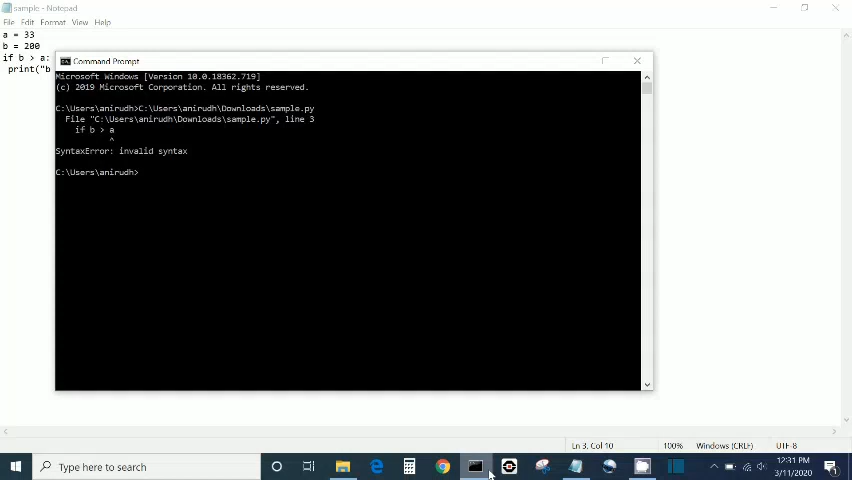 sample - Notepad
File Edit Format View Help
a = 33
b = 200
if b > a:
print("b
Command Prompt
Microsoft Windows [Version 10.0.18362.719]
(c) 2019 Microsoft Corporation. All rights reserved.
C:\Users\anirudh>C:\Users\anirudh\Downloads\sample.py
File "C:\Users\anirudh\Downloads\sample.py", line 3
if b > a
^
SyntaxError: invalid syntax
C:\Users\anirudh>
Ln 3, Col 10 100% Windows (CRLF) UTF-8
Type here to search
12:31 PM
3/11/2020
1